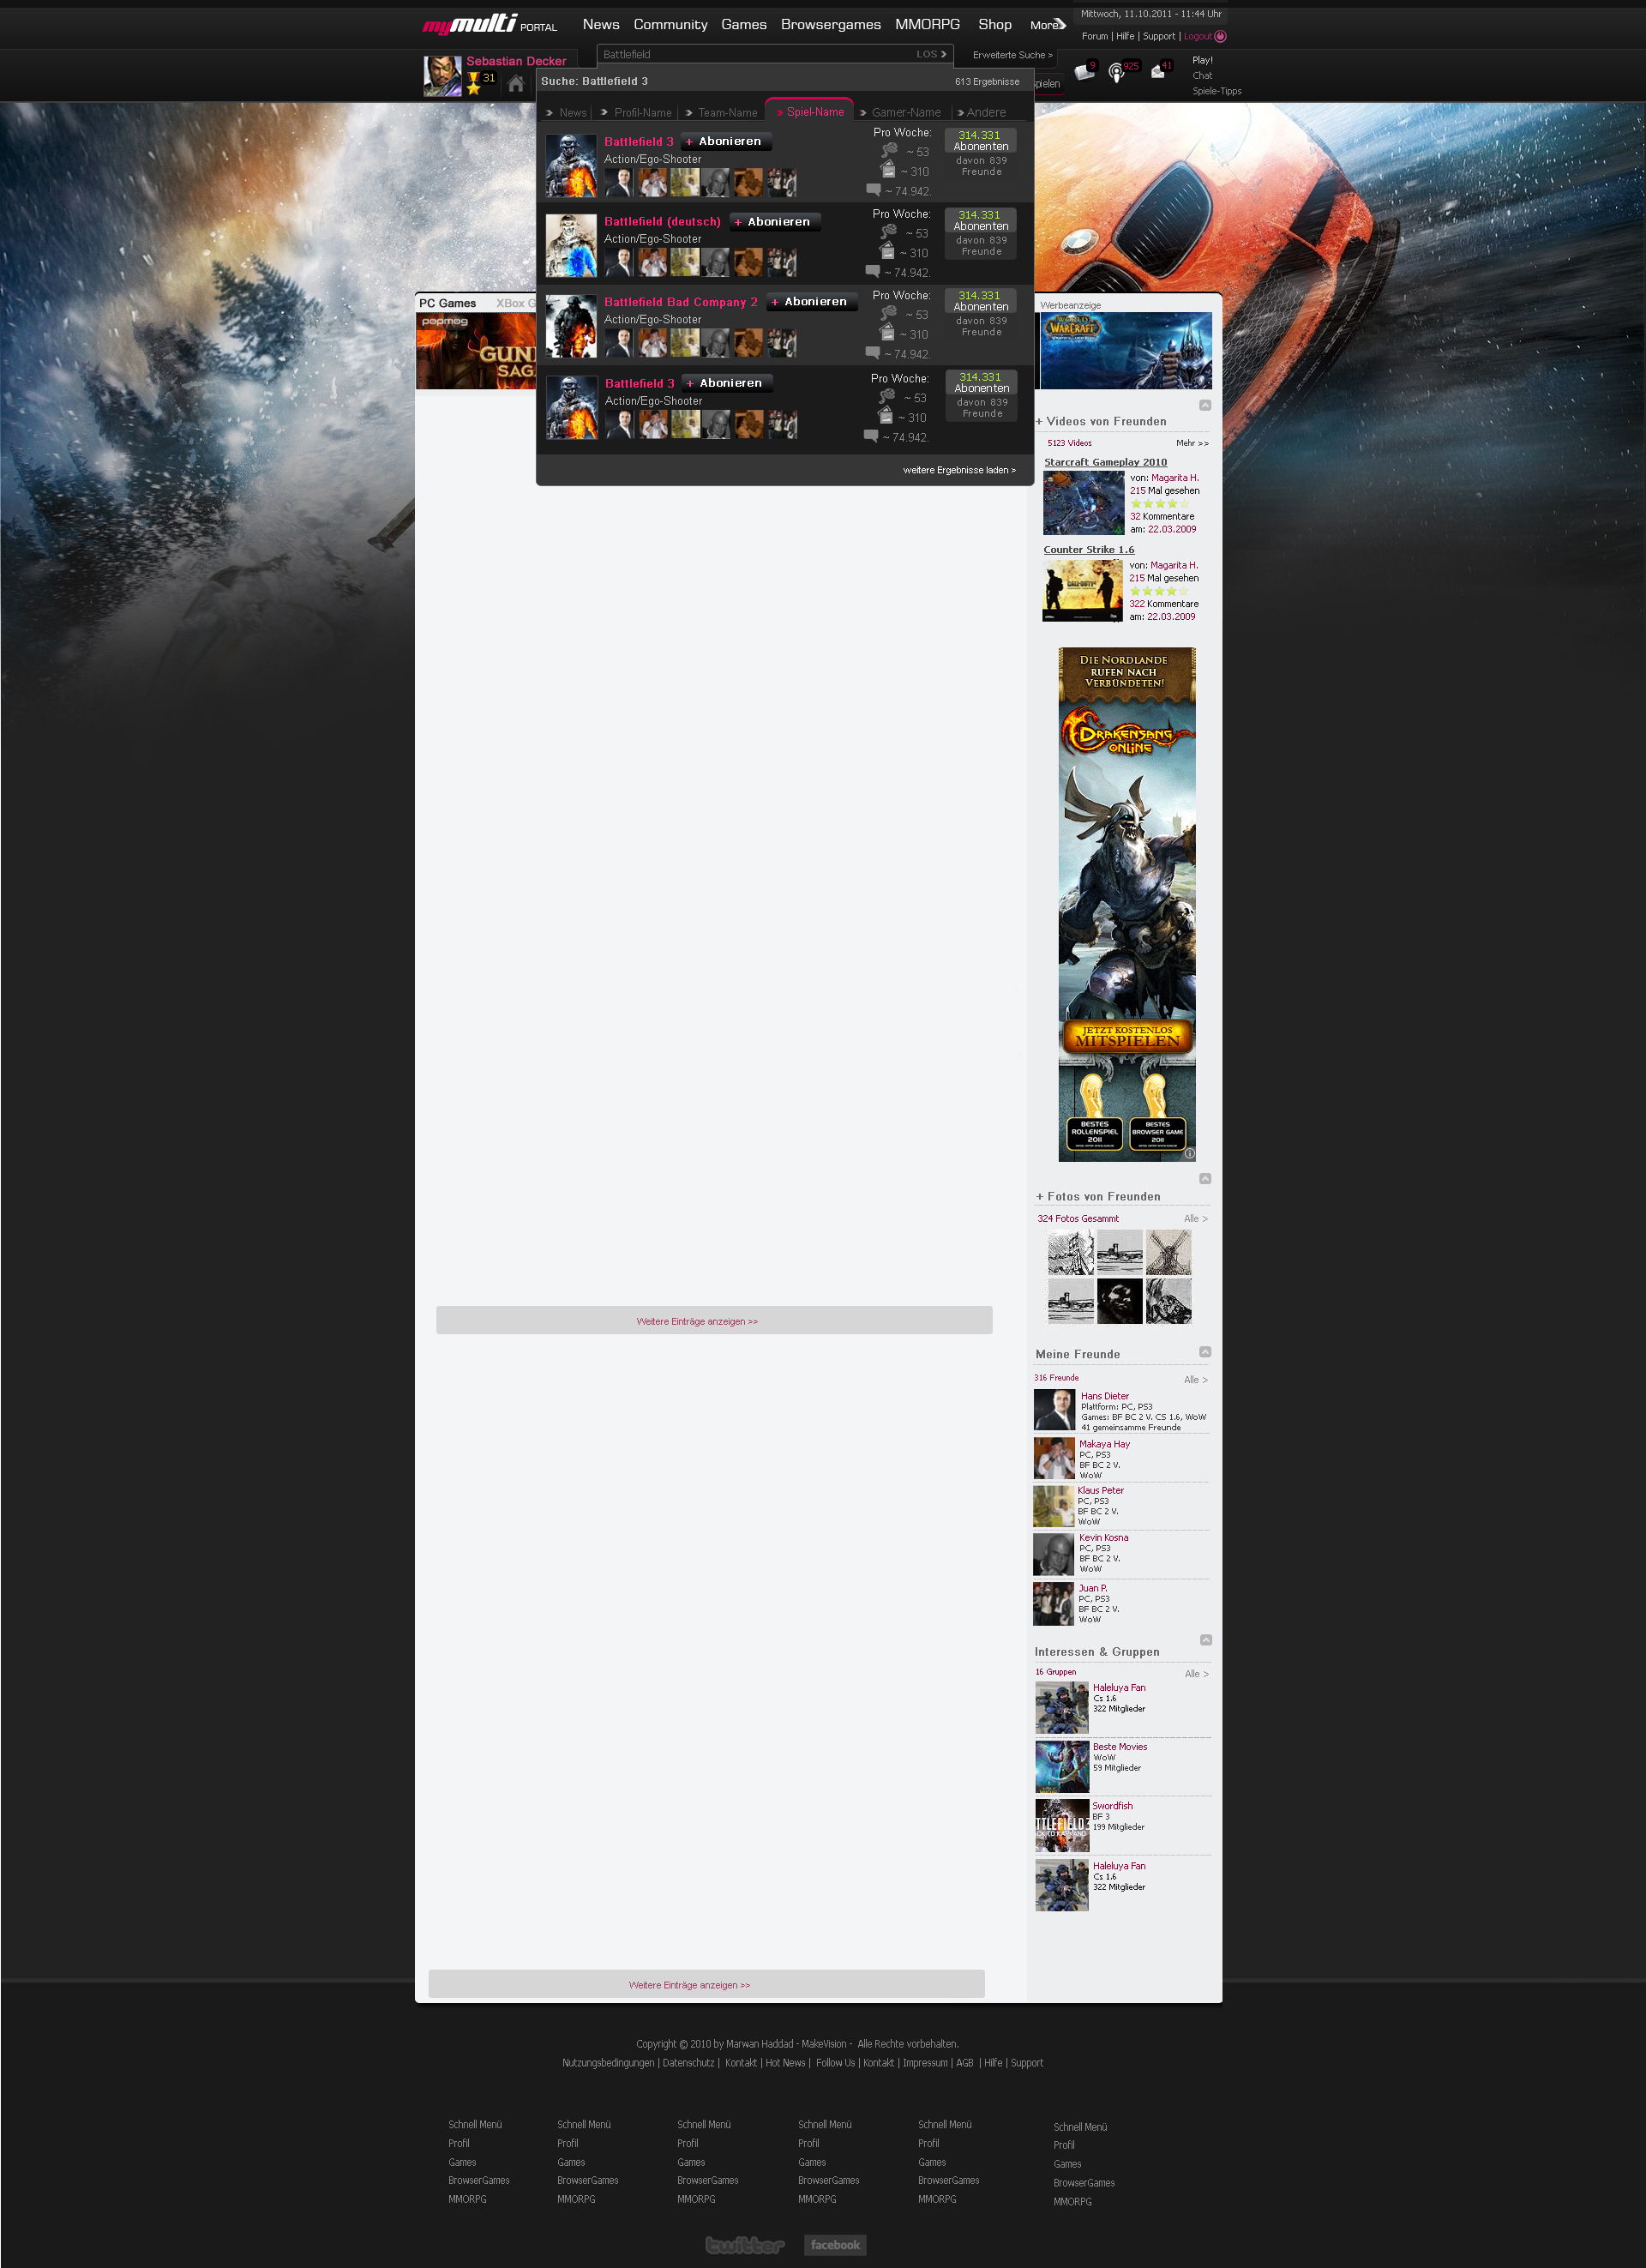 mymulti PORTAL
News Community Games Browsergames MMORPG Shop More
Mittwoch, 11.10.2011 - 11:44 Uhr
Forum | Hilfe | Support | Logout
Sebastian Decker
31
Battlefield LOS >
Erweiterte Suche >
9 925 41
Play!
Chat
Spiele-Tipps
Suche: Battlefield 3
613 Ergebnisse
pielen
News Profil-Name Team-Name Spiel-Name Gamer-Name Andere
Battlefield 3 + Abonieren
Action/Ego-Shooter
Pro Woche:
~ 53
~ 310
~ 74.942.
314.331
Abonenten
davon 839
Freunde
Battlefield (deutsch) + Abonieren
Action/Ego-Shooter
Pro Woche:
~ 53
~ 310
~ 74.942.
314.331
Abonenten
davon 839
Freunde
Battlefield Bad Company 2 + Abonieren
Action/Ego-Shooter
Pro Woche:
~ 53
~ 310
~ 74.942.
314.331
Abonenten
davon 839
Freunde
Battlefield 3 + Abonieren
Action/Ego-Shooter
Pro Woche:
~ 53
~ 310
~ 74.942.
314.331
Abonenten
davon 839
Freunde
weitere Ergebnisse laden >
PC Games XBox G
popmog
GUN
SAG
Werbeanzeige
WORLD
WARCRAFT
+ Videos von Freunden
5123 Videos Mehr >>
Starcraft Gameplay 2010
von: Magarita H.
215 Mal gesehen
32 Kommentare
am: 22.03.2009
Counter Strike 1.6
von: Magarita H.
215 Mal gesehen
322 Kommentare
am: 22.03.2009
CALL OF DUTY
DIE NORDLANDE
RUFEN NACH
VERBÜNDETEN!
DRAKENSANG
ONLINE
JETZT KOSTENLOS
MITSPIELEN
BESTES
ROLLENSPIEL
2011
BESTES
BROWSER GAME
2011
+ Fotos von Freunden
324 Fotos Gesammt Alle >
Weitere Einträge anzeigen >>
Meine Freunde
316 Freunde Alle >
Hans Dieter
Plattform: PC, PS3
Games: BF BC 2 V. CS 1.6, WoW
41 gemeinsamme Freunde
Makaya Hay
PC, PS3
BF BC 2 V.
WoW
Klaus Peter
PC, PS3
BF BC 2 V.
WoW
Kevin Kosna
PC, PS3
BF BC 2 V.
WoW
Juan P.
PC, PS3
BF BC 2 V.
WoW
Interessen & Gruppen
16 Gruppen Alle >
Haleluya Fan
Cs 1.6
322 Mitglieder
Beste Movies
WoW
59 Mitglieder
Swordfish
BF 3
199 Mitglieder
TTLEFIELD3
Haleluya Fan
Cs 1.6
322 Mitglieder
Weitere Einträge anzeigen >>
Copyright © 2010 by Marwan Haddad - MakeVision - Alle Rechte vorbehalten.
Nutzungsbedingungen | Datenschutz | Kontakt | Hot News | Follow Us | Kontakt | Impressum | AGB | Hilfe | Support
Schnell Menü Schnell Menü Schnell Menü Schnell Menü Schnell Menü Schnell Menü
Profil Profil Profil Profil Profil Profil
Games Games Games Games Games Games
BrowserGames BrowserGames BrowserGames BrowserGames BrowserGames BrowserGames
MMORPG MMORPG MMORPG MMORPG MMORPG MMORPG
twitter facebook